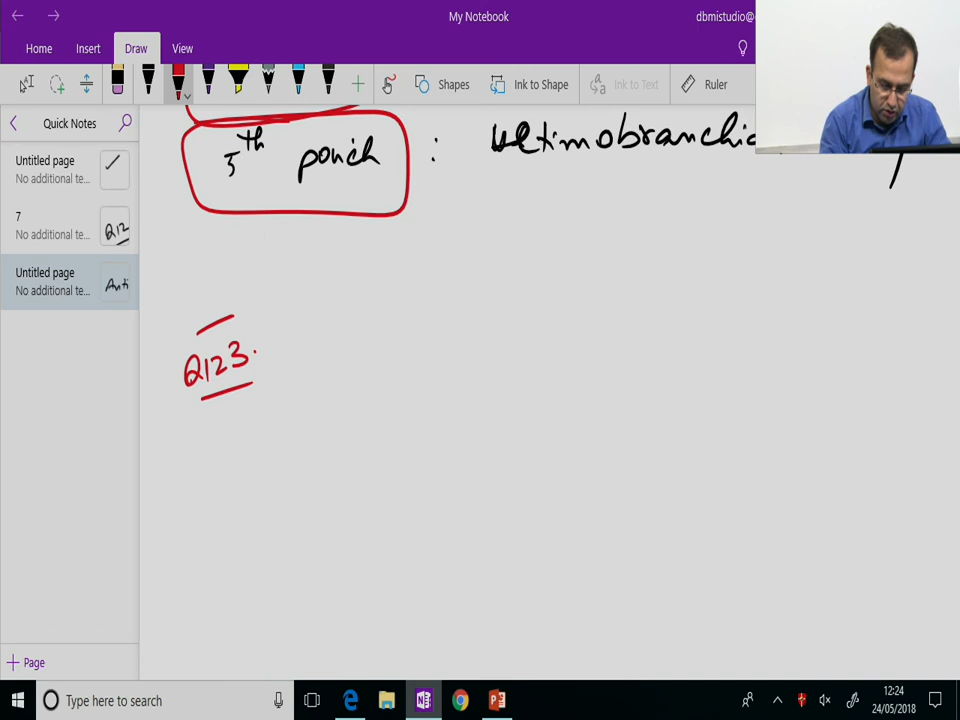 My Notebook
dbmistudio@
Home Insert Draw View
Shapes Ink to Shape Ink to Text Ruler
Quick Notes
Untitled page
No additional te...
7
No additional te...
Q12
Untitled page
No additional te...
Anti
5th pouch : ultimobranchia
Q123.
+ Page
Type here to search
12:24
24/05/2018